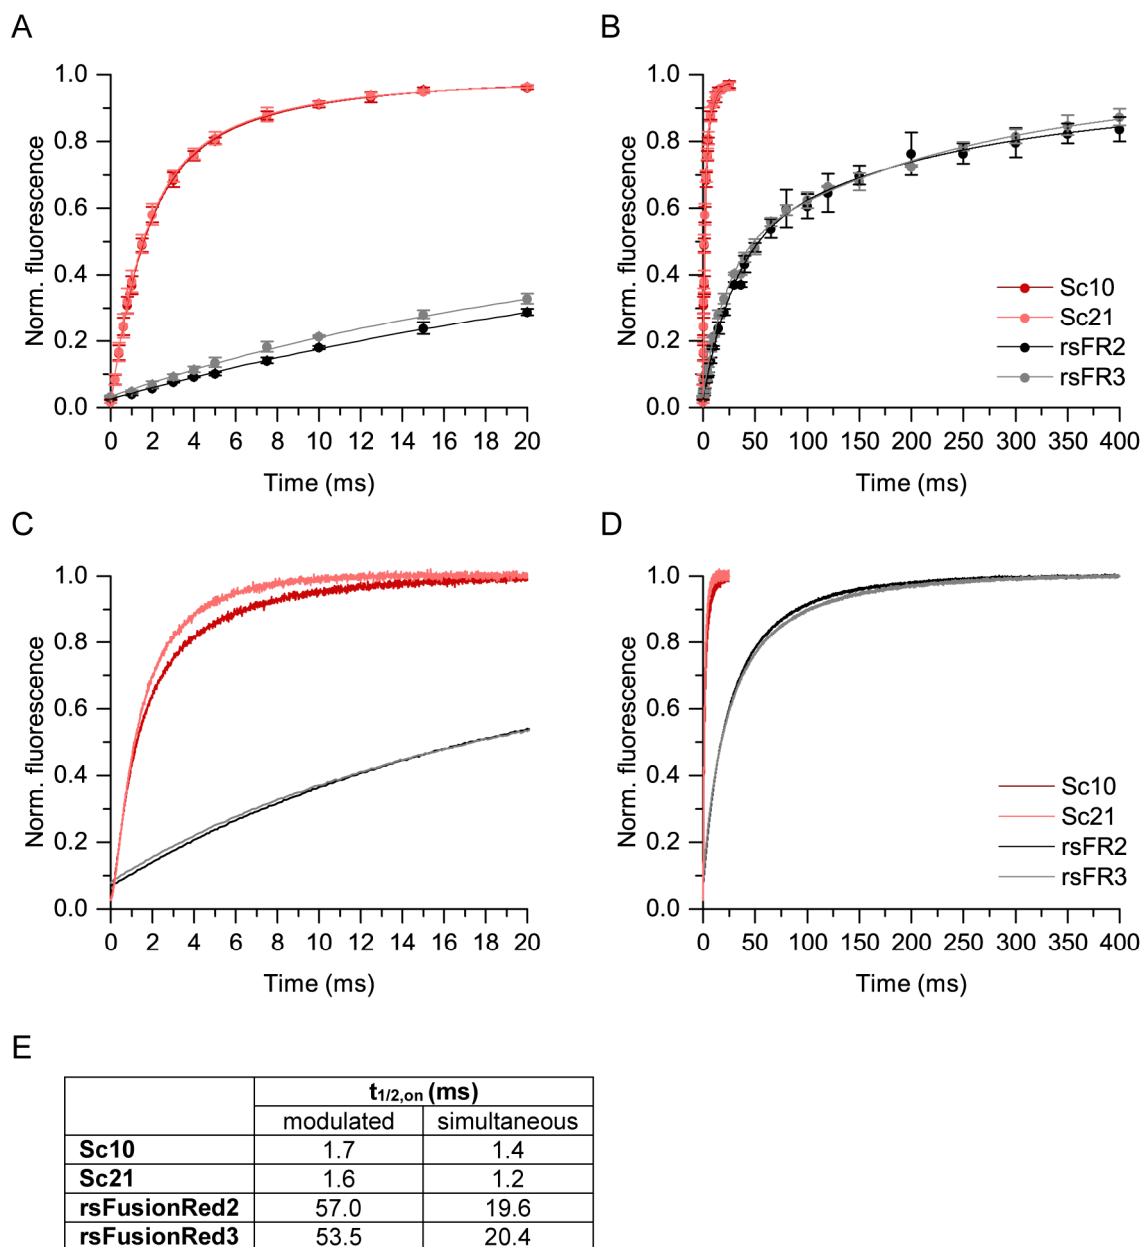 A
B
1.0
0.8
0.6
0.4
0.2
0.0
Norm. fluorescence
0 2 4 6 8 10 12 14 16 18 20
Time (ms)
1.0
0.8
0.6
0.4
0.2
0.0
Norm. fluorescence
Sc10
Sc21
rsFR2
rsFR3
0 50 100 150 200 250 300 350 400
Time (ms)
C
D
1.0
0.8
0.6
0.4
0.2
0.0
Norm. fluorescence
0 2 4 6 8 10 12 14 16 18 20
Time (ms)
1.0
0.8
0.6
0.4
0.2
0.0
Norm. fluorescence
Sc10
Sc21
rsFR2
rsFR3
0 50 100 150 200 250 300 350 400
Time (ms)
E
t1/2,on (ms)
modulated simultaneous
Sc10 1.7 1.4
Sc21 1.6 1.2
rsFusionRed2 57.0 19.6
rsFusionRed3 53.5 20.4